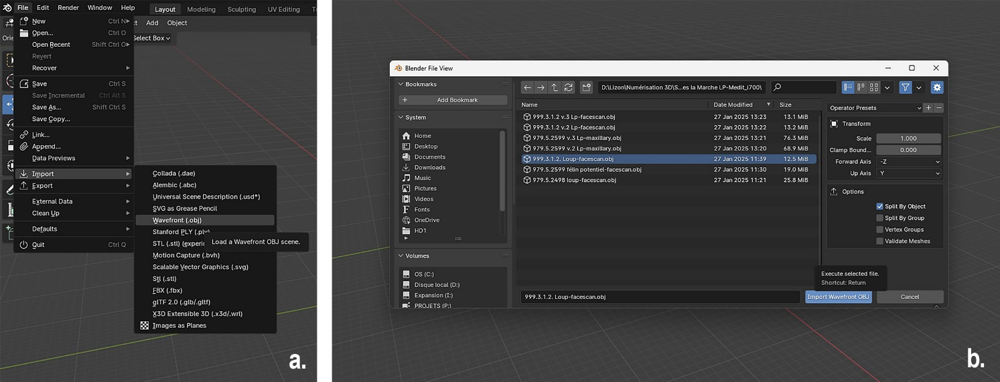 File Edit Render Window Help Layout Modeling Sculpting UV Editing
Add Object
Select Box
New Ctrl N
Open... Ctrl O
Open Recent Shift Ctrl O
Revert
Recover
Save Ctrl S
Save Incremental Ctrl Alt S
Save As... Shift Ctrl S
Save Copy...
Link...
Append...
Data Previews
Import
Export
External Data
Clean Up
Defaults
Quit Ctrl Q
Collada (.dae)
Alembic (.abc)
Universal Scene Description (.usd*)
SVG as Grease Pencil
Wavefront (.obj)
Stanford PLY (.ply)
Load a Wavefront OBJ scene.
STL (.stl) (experi
Motion Capture (.bvh)
Scalable Vector Graphics (.svg)
Stl (.stl)
FBX (.fbx)
glTF 2.0 (.glb/.gltf)
X3D Extensible 3D (.x3d/.wrl)
Images as Planes
a.
Blender File View
Bookmarks
Add Bookmark
System
Home
Desktop
Documents
Downloads
Music
Pictures
Videos
Fonts
OneDrive
HD1
Volumes
OS (C:)
Disque local (D:)
Expansion (I:)
PROJETS (P:)
D:\Lizon\Numérisation 3D\S...es la Marche LP-Medit_i700\
Name Date Modified Size
999.3.1.2 v.3 Lp-facescan.obj 27 Jan 2025 13:23 13.1 MiB
999.3.1.2 v.2 Lp-facescan.obj 27 Jan 2025 13:22 13.2 MiB
979.5.2599 v.3 Lp-maxillary.obj 27 Jan 2025 13:21 76.3 MiB
979.5.2599 v.2 Lp-maxillary.obj 27 Jan 2025 13:20 68.9 MiB
999.3.1.2. Loup-facescan.obj 27 Jan 2025 11:39 12.5 MiB
979.5.2599 félin potentiel-facescan.obj 27 Jan 2025 11:30 19.0 MiB
979.5.2498 loup-facescan.obj 27 Jan 2025 11:21 25.8 MiB
Operator Presets
Transform
Scale 1.000
Clamp Bound... 0.000
Forward Axis -Z
Up Axis Y
Options
Split By Object
Split By Group
Vertex Groups
Validate Meshes
Execute selected file.
Shortcut: Return
999.3.1.2. Loup-facescan.obj
Import Wavefront OBJ Cancel
b.